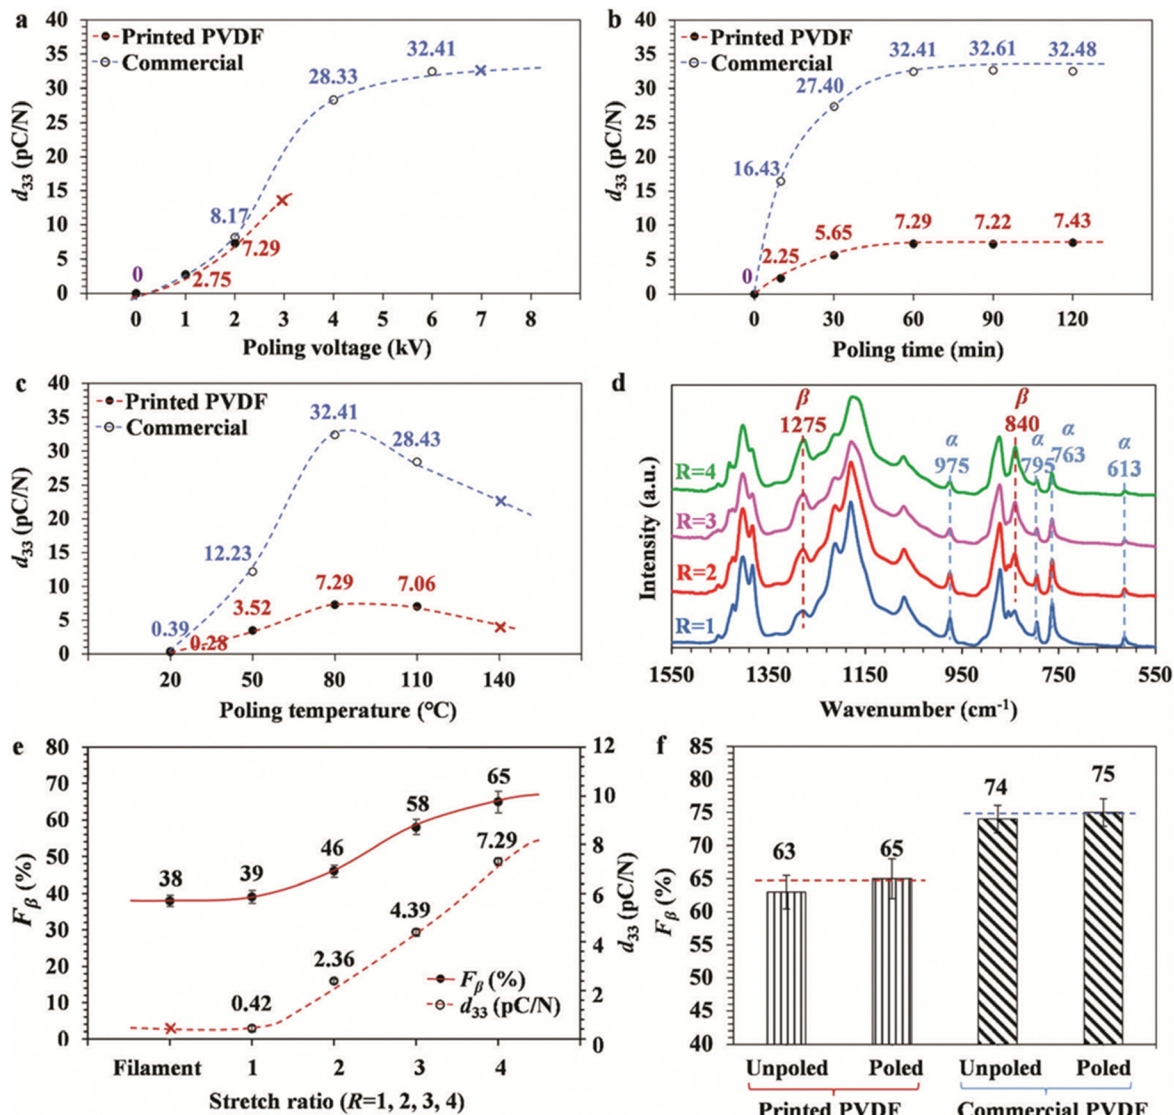 a
40
35
30
25
20
15
10
5
0
d33 (pC/N)
Printed PVDF
Commercial
0
2.75
8.17
7.29
28.33
32.41
0 1 2 3 4 5 6 7 8
Poling voltage (kV)
b
40
35
30
25
20
15
10
5
0
d33 (pC/N)
Printed PVDF
Commercial
16.43
27.40
32.41
32.61
32.48
0
2.25
5.65
7.29
7.22
7.43
0 30 60 90 120
Poling time (min)
c
40
35
30
25
20
15
10
5
0
d33 (pC/N)
Printed PVDF
Commercial
0.39
12.23
32.41
28.43
0.28
3.52
7.29
7.06
20 50 80 110 140
Poling temperature (°C)
d
Intensity (a.u.)
β
1275
α
975
β
840
α
795
α
763
α
613
R=4
R=3
R=2
R=1
1550 1350 1150 950 750 550
Wavenumber (cm-1)
e
80
70
60
50
40
30
20
10
0
Fβ (%)
12
10
8
6
4
2
0
d33 (pC/N)
38
39
46
58
65
0.42
2.36
4.39
7.29
Fβ (%)
d33 (pC/N)
Filament 1 2 3 4
Stretch ratio (R=1, 2, 3, 4)
f
85
80
75
70
65
60
55
50
45
40
Fβ (%)
63
65
74
75
Unpoled Poled Unpoled Poled
Printed PVDF Commercial PVDF